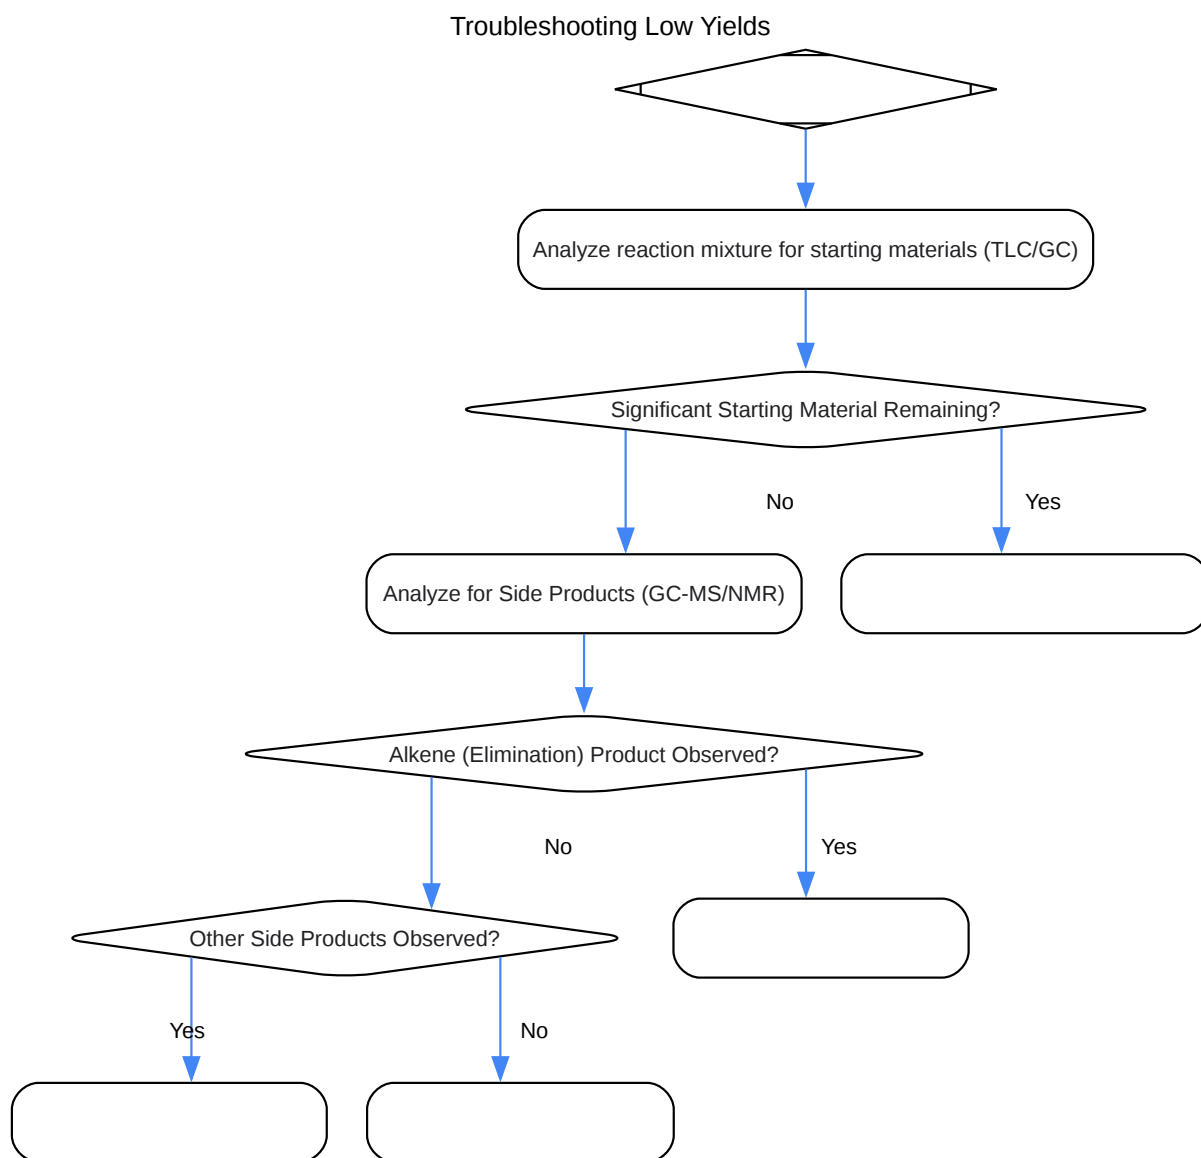 Troubleshooting Low Yields
Analyze reaction mixture for starting materials (TLC/GC)
Significant Starting Material Remaining?
No
Yes
Analyze for Side Products (GC-MS/NMR)
Alkene (Elimination) Product Observed?
No
Yes
Other Side Products Observed?
Yes
No